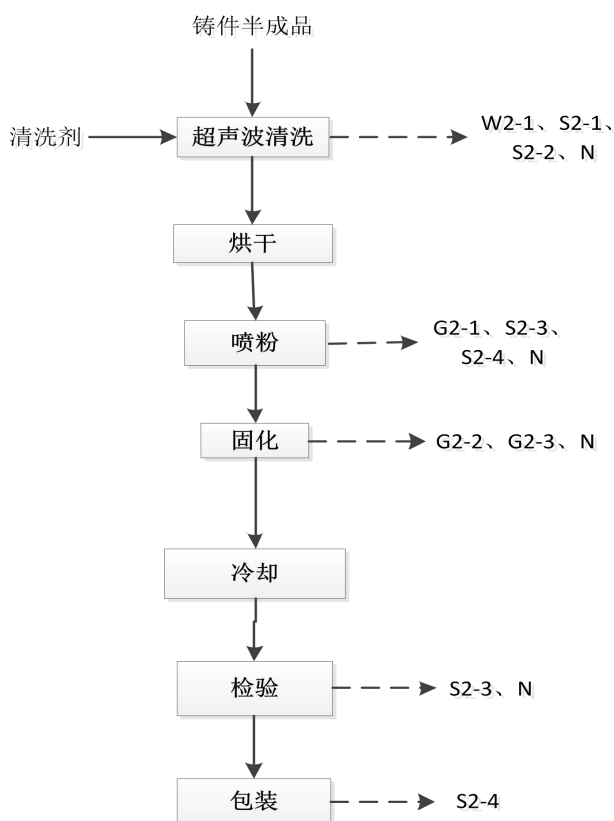 铸件半成品
清洗剂
超声波清洗
W2-1、S2-1、
S2-2、N
烘干
喷粉
G2-1、S2-3、
S2-4、N
固化
G2-2、G2-3、N
冷却
检验
S2-3、N
包装
S2-4